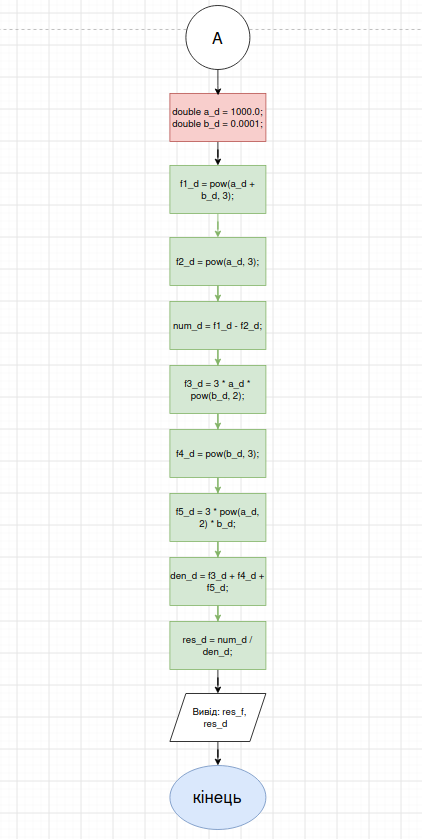 A
double a_d = 1000.0;
double b_d = 0.0001;
f1_d = pow(a_d +
b_d, 3);
f2_d = pow(a_d, 3);
num_d = f1_d - f2_d;
f3_d = 3 * a_d *
pow(b_d, 2);
f4_d = pow(b_d, 3);
f5_d = 3 * pow(a_d,
2) * b_d;
den_d = f3_d + f4_d +
f5_d;
res_d = num_d /
den_d;
Вивід: res_f,
res_d
кінець